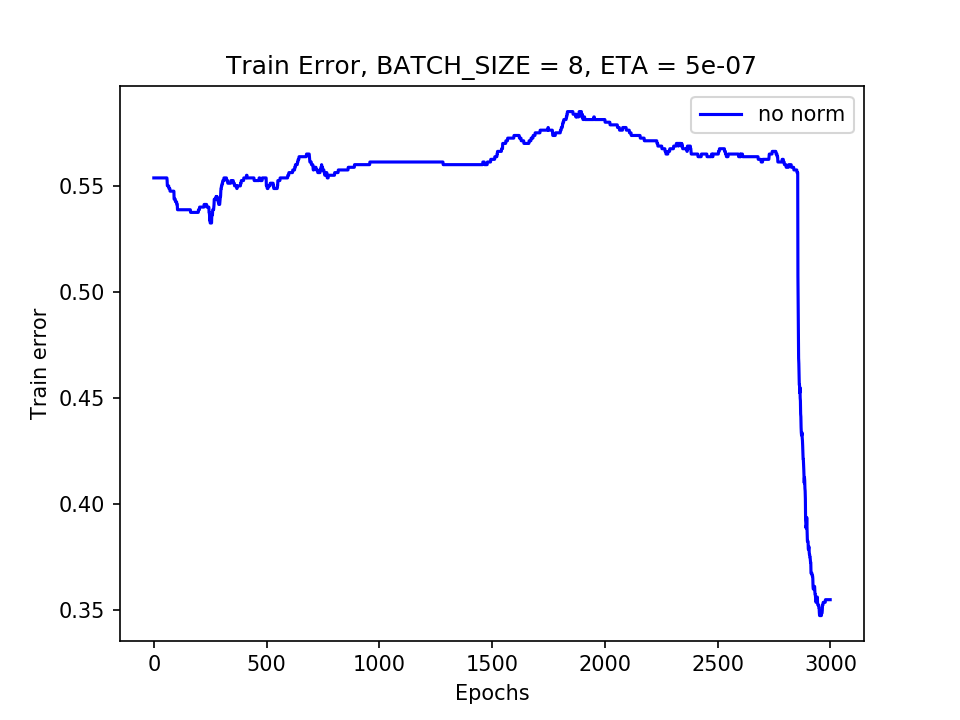 Train Error, BATCH_SIZE = 8, ETA = 5e-07
no norm
Train error
0.55
0.50
0.45
0.40
0.35
0 500 1000 1500 2000 2500 3000
Epochs